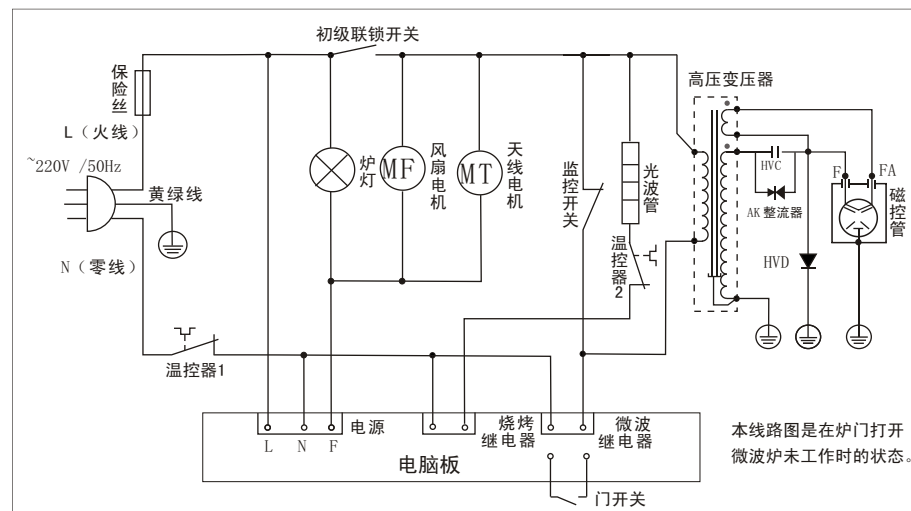 初级联锁开关
保险丝
L（火线）
~220V /50Hz
黄绿线
N（零线）
温控器1
炉灯
MF
风扇电机
MT
天线电机
监控开关
光波管
温控器2
高压变压器
HVC
AK 整流器
HVD
F
FA
磁控管
L
N
F
电源
烧烤
继电器
微波
继电器
电脑板
门开关
本线路图是在炉门打开
微波炉未工作时的状态。